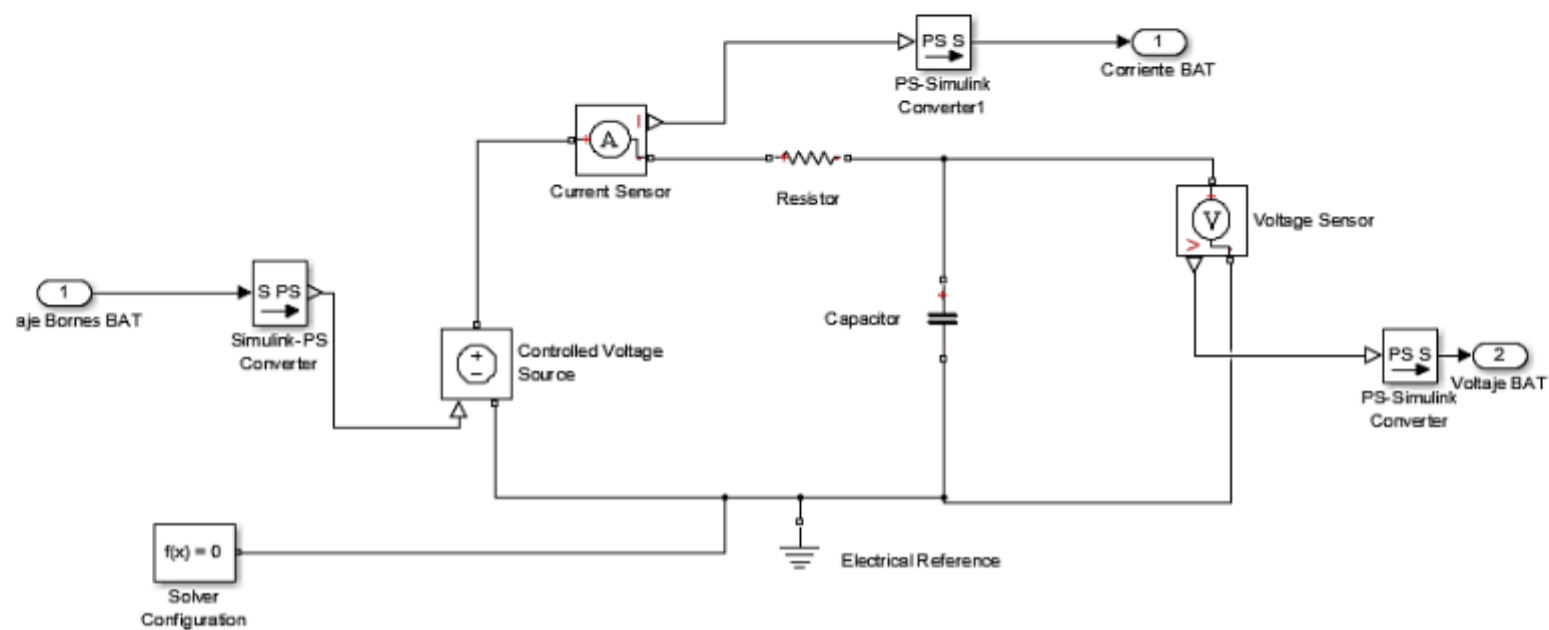 PS S
1
PS-Simulink
Converter1
Corriente BAT
I
+
A
-
Current Sensor
+
-
Resistor
+
V
V
-
Voltage Sensor
1
S PS
aje Bornes BAT
Simulink-PS
Converter
+
−
Controlled Voltage
Source
+
Capacitor
PS S
2
Voltaje BAT
PS-Simulink
Converter
f(x) = 0
Electrical Reference
Solver
Configuration